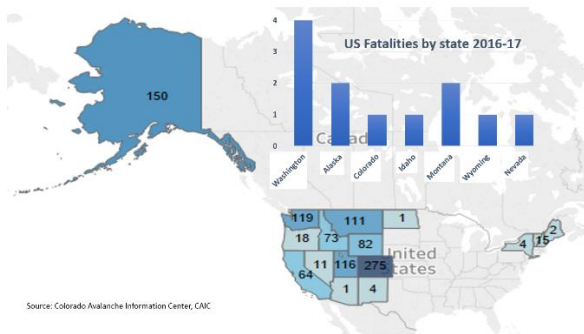 US Fatalities by state 2016-17
4
3
2
1
0
Washington
Alaska
Colorado
Idaho
Montana
Wyoming
Nevada
150
Canada
119
111
1
18
73
82
2
15
4
United
States
11
116
275
64
1
4
Source: Colorado Avalanche Information Center, CAIC